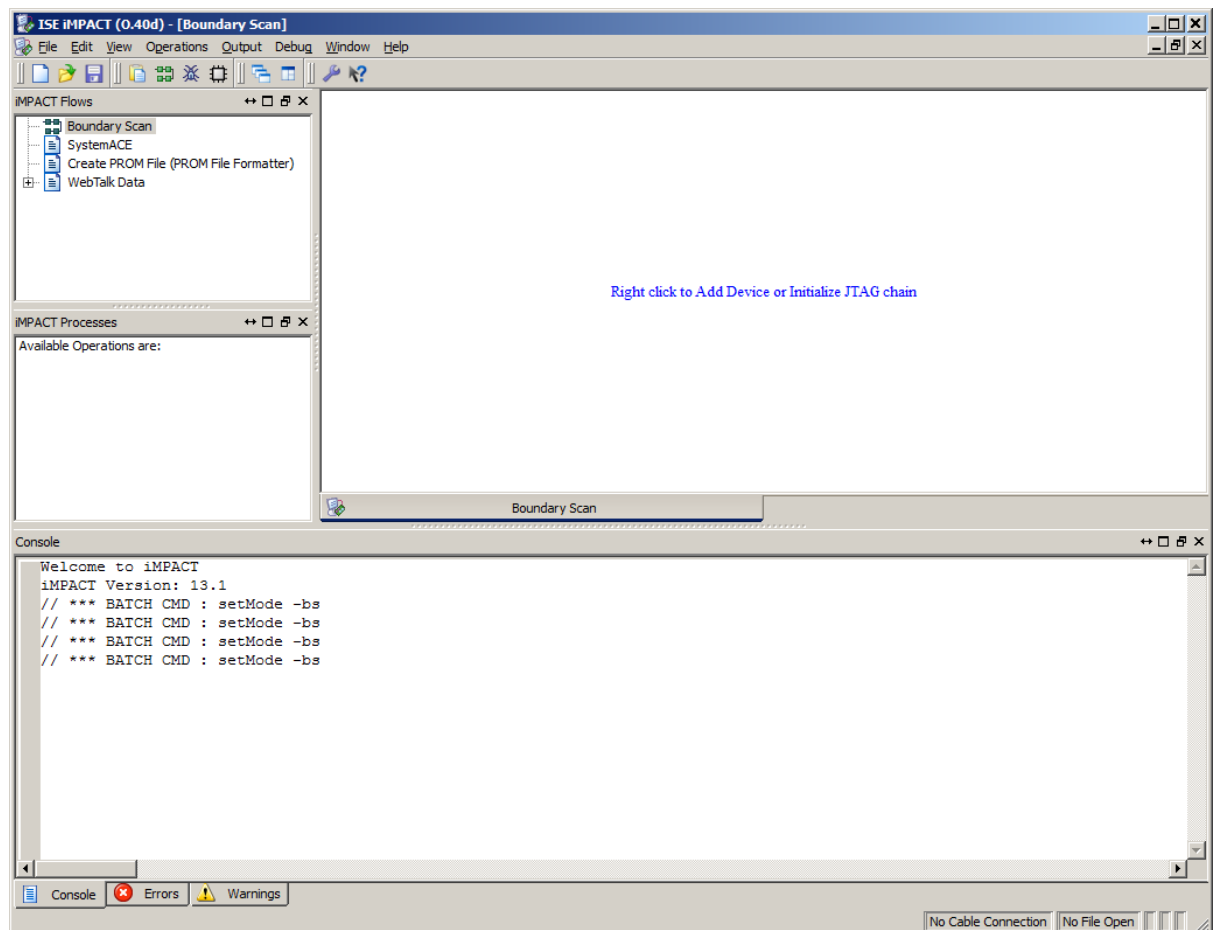 ISE iMPACT (0.40d) - [Boundary Scan]
File Edit View Operations Output Debug Window Help
iMPACT Flows
Boundary Scan
SystemACE
Create PROM File (PROM File Formatter)
WebTalk Data
Right click to Add Device or Initialize JTAG chain
iMPACT Processes
Available Operations are:
Boundary Scan
Console
Welcome to iMPACT
iMPACT Version: 13.1
// *** BATCH CMD : setMode -bs
// *** BATCH CMD : setMode -bs
// *** BATCH CMD : setMode -bs
// *** BATCH CMD : setMode -bs
Console Errors Warnings
No Cable Connection No File Open